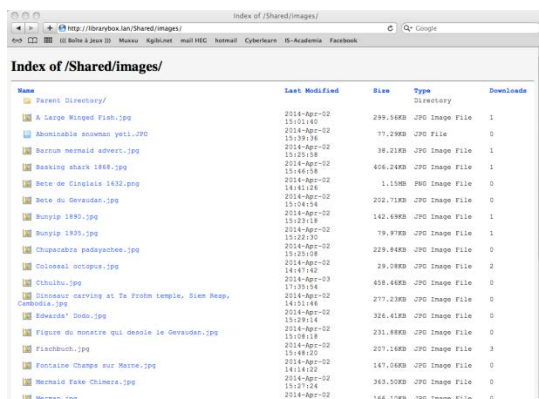 Index of /Shared/images/
http://librarybox.lan/Shared/images/
Google
((( Boîte à Jeux ))) Muxxu Kgibi.net mail HEG hotmail Cyberlearn IS-Academia Facebook
Index of /Shared/images/
Name Last Modified Size Type Downloads
Parent Directory/ Directory
A Large Winged Fish.jpg 2014-Apr-02 15:01:40 299.56KB JPG Image File 1
Abominable snowman yeti.JPG 2014-Apr-02 15:39:36 77.29KB JPG File 0
Barnum mermaid advert.jpg 2014-Apr-02 15:25:58 38.21KB JPG Image File 1
Basking shark 1868.jpg 2014-Apr-02 15:46:58 406.24KB JPG Image File 1
Bete de Cinglais 1632.png 2014-Apr-02 14:41:26 1.15MB PNG Image File 0
Bete du Gevaudan.jpg 2014-Apr-02 15:04:54 202.71KB JPG Image File 0
Bunyip 1890.jpg 2014-Apr-02 15:23:18 142.69KB JPG Image File 1
Bunyip 1935.jpg 2014-Apr-02 15:22:30 79.97KB JPG Image File 1
Chupacabra padayachee.jpg 2014-Apr-02 15:25:08 229.84KB JPG Image File 0
Colossal octopus.jpg 2014-Apr-02 14:47:42 29.08KB JPG Image File 2
Cthulhu.jpg 2014-Apr-03 17:35:54 458.46KB JPG Image File 0
Dinosaur carving at Ta Prohm temple, Siem Reap,
Cambodia.jpg 2014-Apr-02 14:51:46 277.23KB JPG Image File 0
Edwards' Dodo.jpg 2014-Apr-02 15:29:14 326.41KB JPG Image File 0
Figure du monstre qui desole le Gevaudan.jpg 2014-Apr-02 15:08:18 231.88KB JPG Image File 0
Fischbuch.jpg 2014-Apr-02 15:48:20 207.16KB JPG Image File 3
Fontaine Champs sur Marne.jpg 2014-Apr-02 14:14:22 147.06KB JPG Image File 0
Mermaid Fake Chimera.jpg 2014-Apr-02 15:27:24 363.50KB JPG Image File 0
Merman.jpg 2014-Apr-02 166.10KB JPG Image File 0